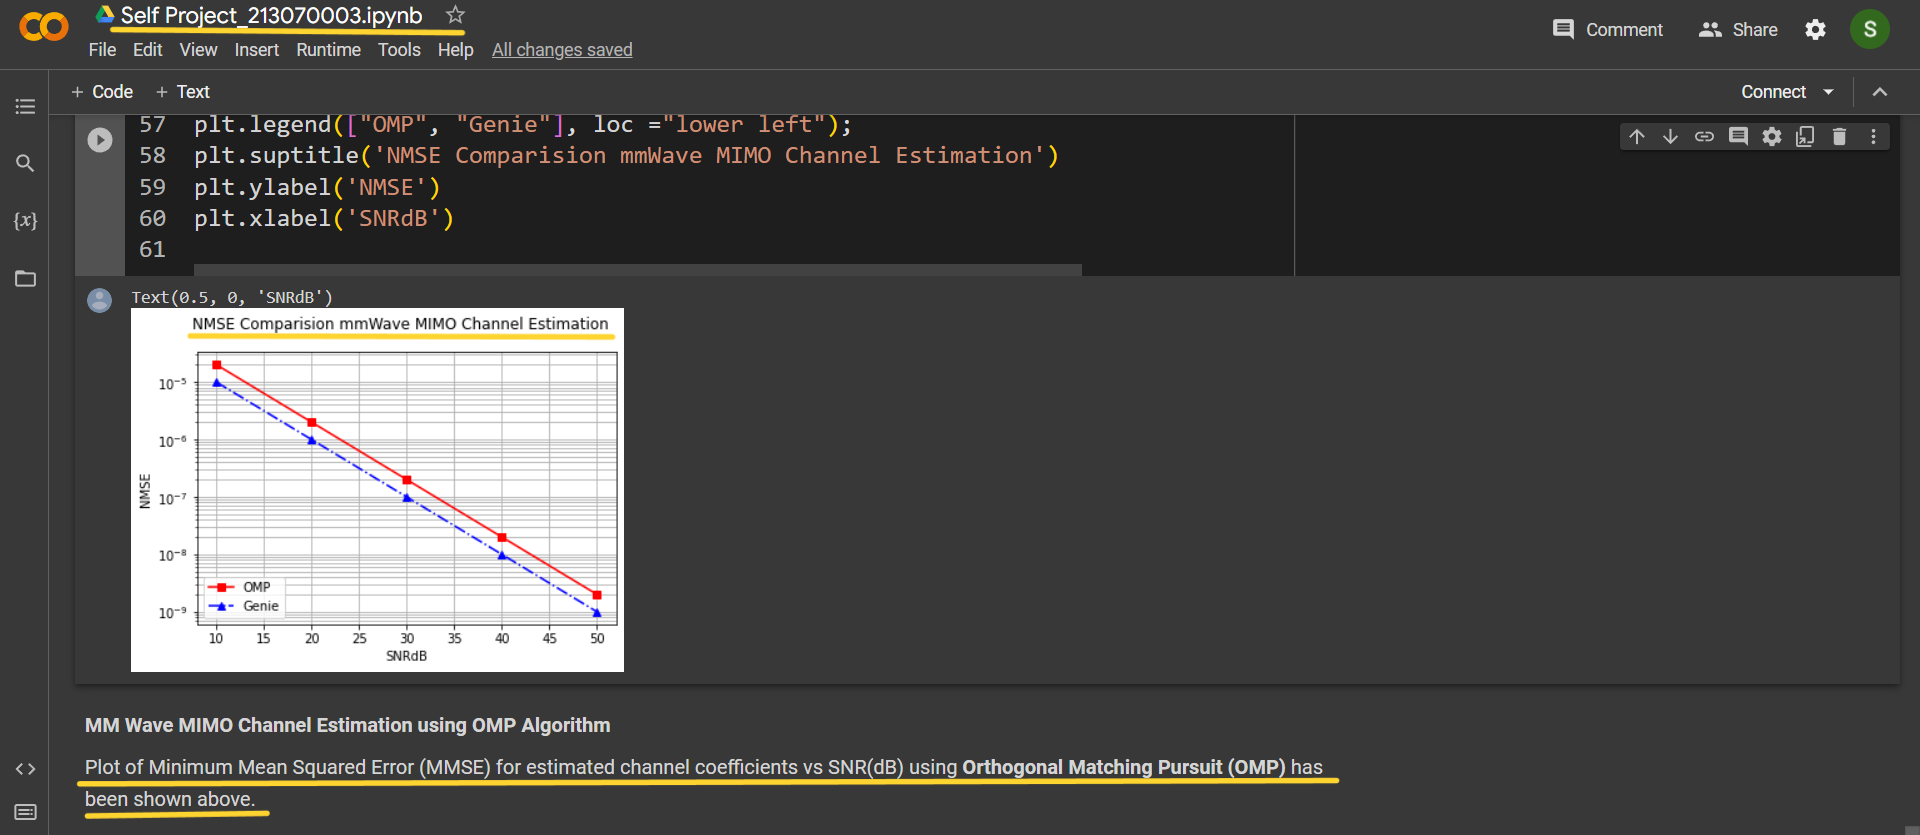 Self Project_213070003.ipynb
Comment
Share
S
File Edit View Insert Runtime Tools Help All changes saved
+ Code + Text
Connect
57 plt.legend(["OMP", "Genie"], loc ="lower left");
58 plt.suptitle('NMSE Comparision mmWave MIMO Channel Estimation')
59 plt.ylabel('NMSE')
60 plt.xlabel('SNRdB')
61
{x}
Text(0.5, 0, 'SNRdB')
NMSE Comparision mmWave MIMO Channel Estimation
10⁻⁵
10⁻⁶
10⁻⁷
10⁻⁸
10⁻⁹
NMSE
OMP
Genie
10 15 20 25 30 35 40 45 50
SNRdB
MM Wave MIMO Channel Estimation using OMP Algorithm
Plot of Minimum Mean Squared Error (MMSE) for estimated channel coefficients vs SNR(dB) using Orthogonal Matching Pursuit (OMP) has
been shown above.